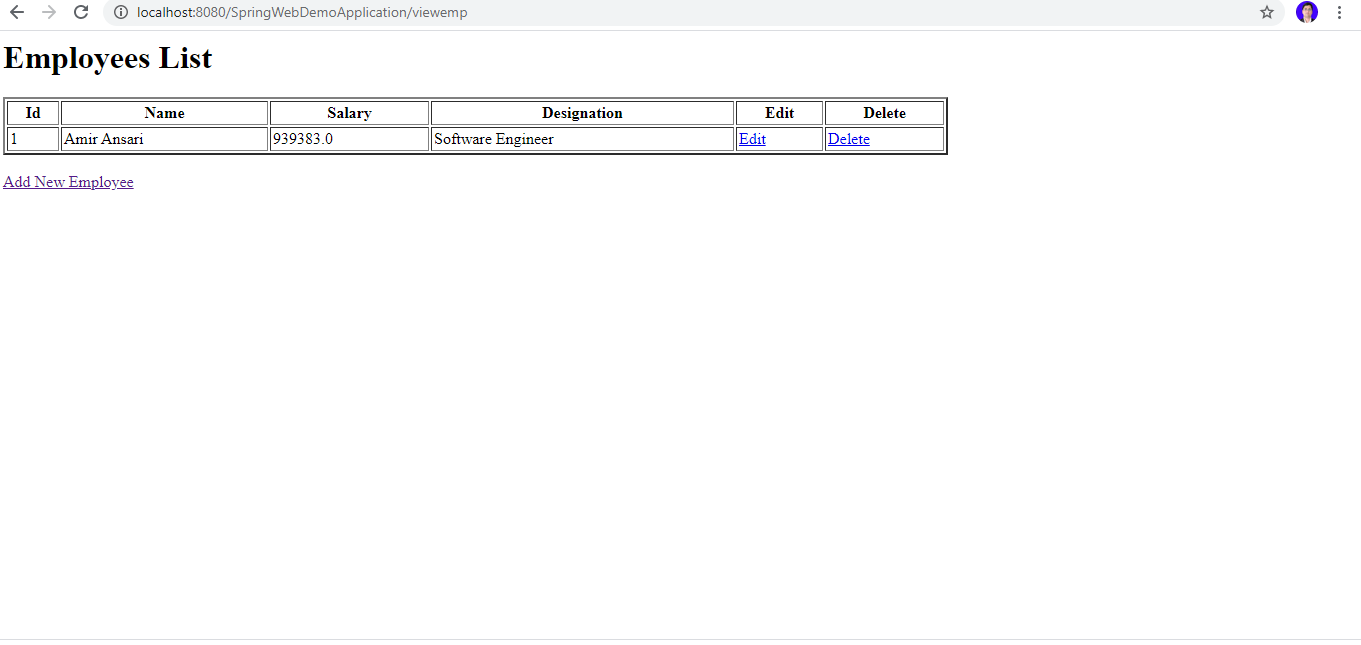 localhost:8080/SpringWebDemoApplication/viewemp
Employees List
Id Name Salary Designation Edit Delete
1 Amir Ansari 939383.0 Software Engineer Edit Delete
Add New Employee